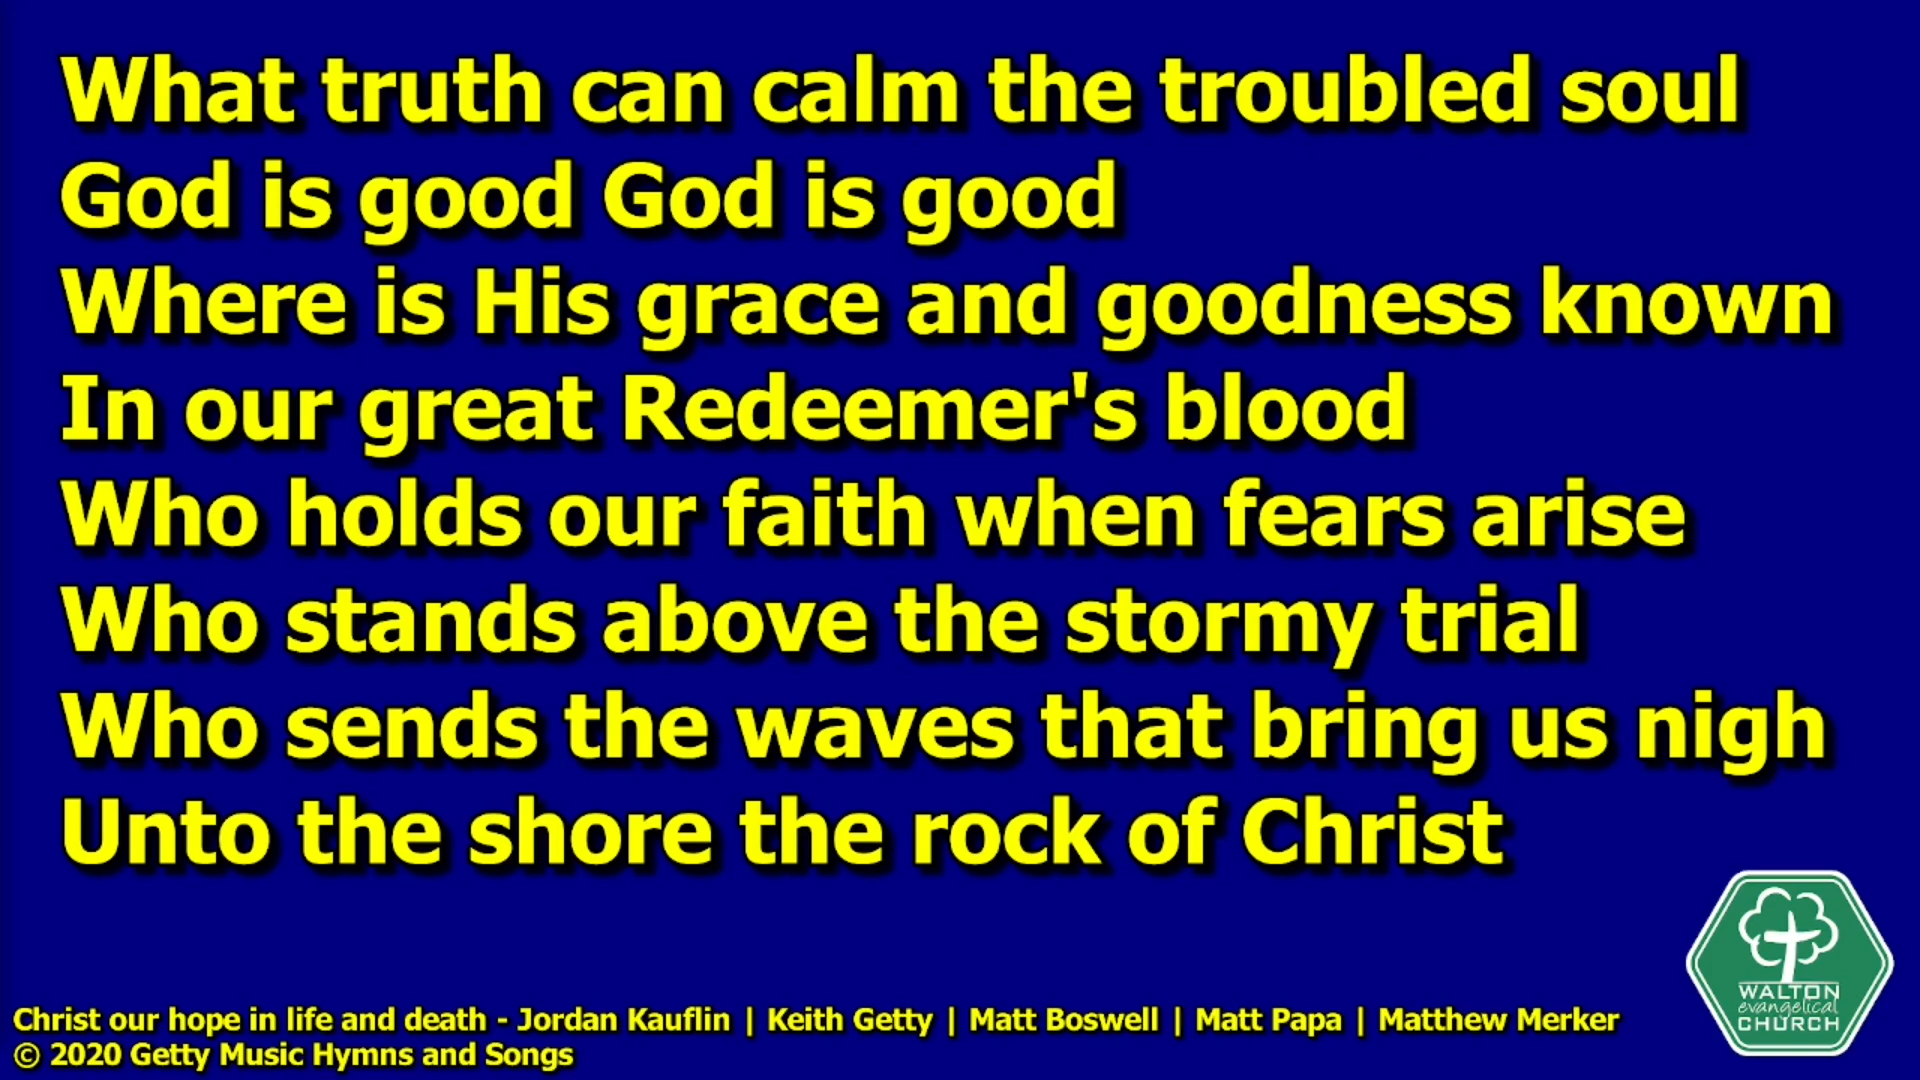 What truth can calm the troubled soul
God is good God is good
Where is His grace and goodness known
In our great Redeemer's blood
Who holds our faith when fears arise
Who stands above the stormy trial
Who sends the waves that bring us nigh
Unto the shore the rock of Christ
WALTON
evangelical
CHURCH
Christ our hope in life and death - Jordan Kauflin | Keith Getty | Matt Boswell | Matt Papa | Matthew Merker
© 2020 Getty Music Hymns and Songs